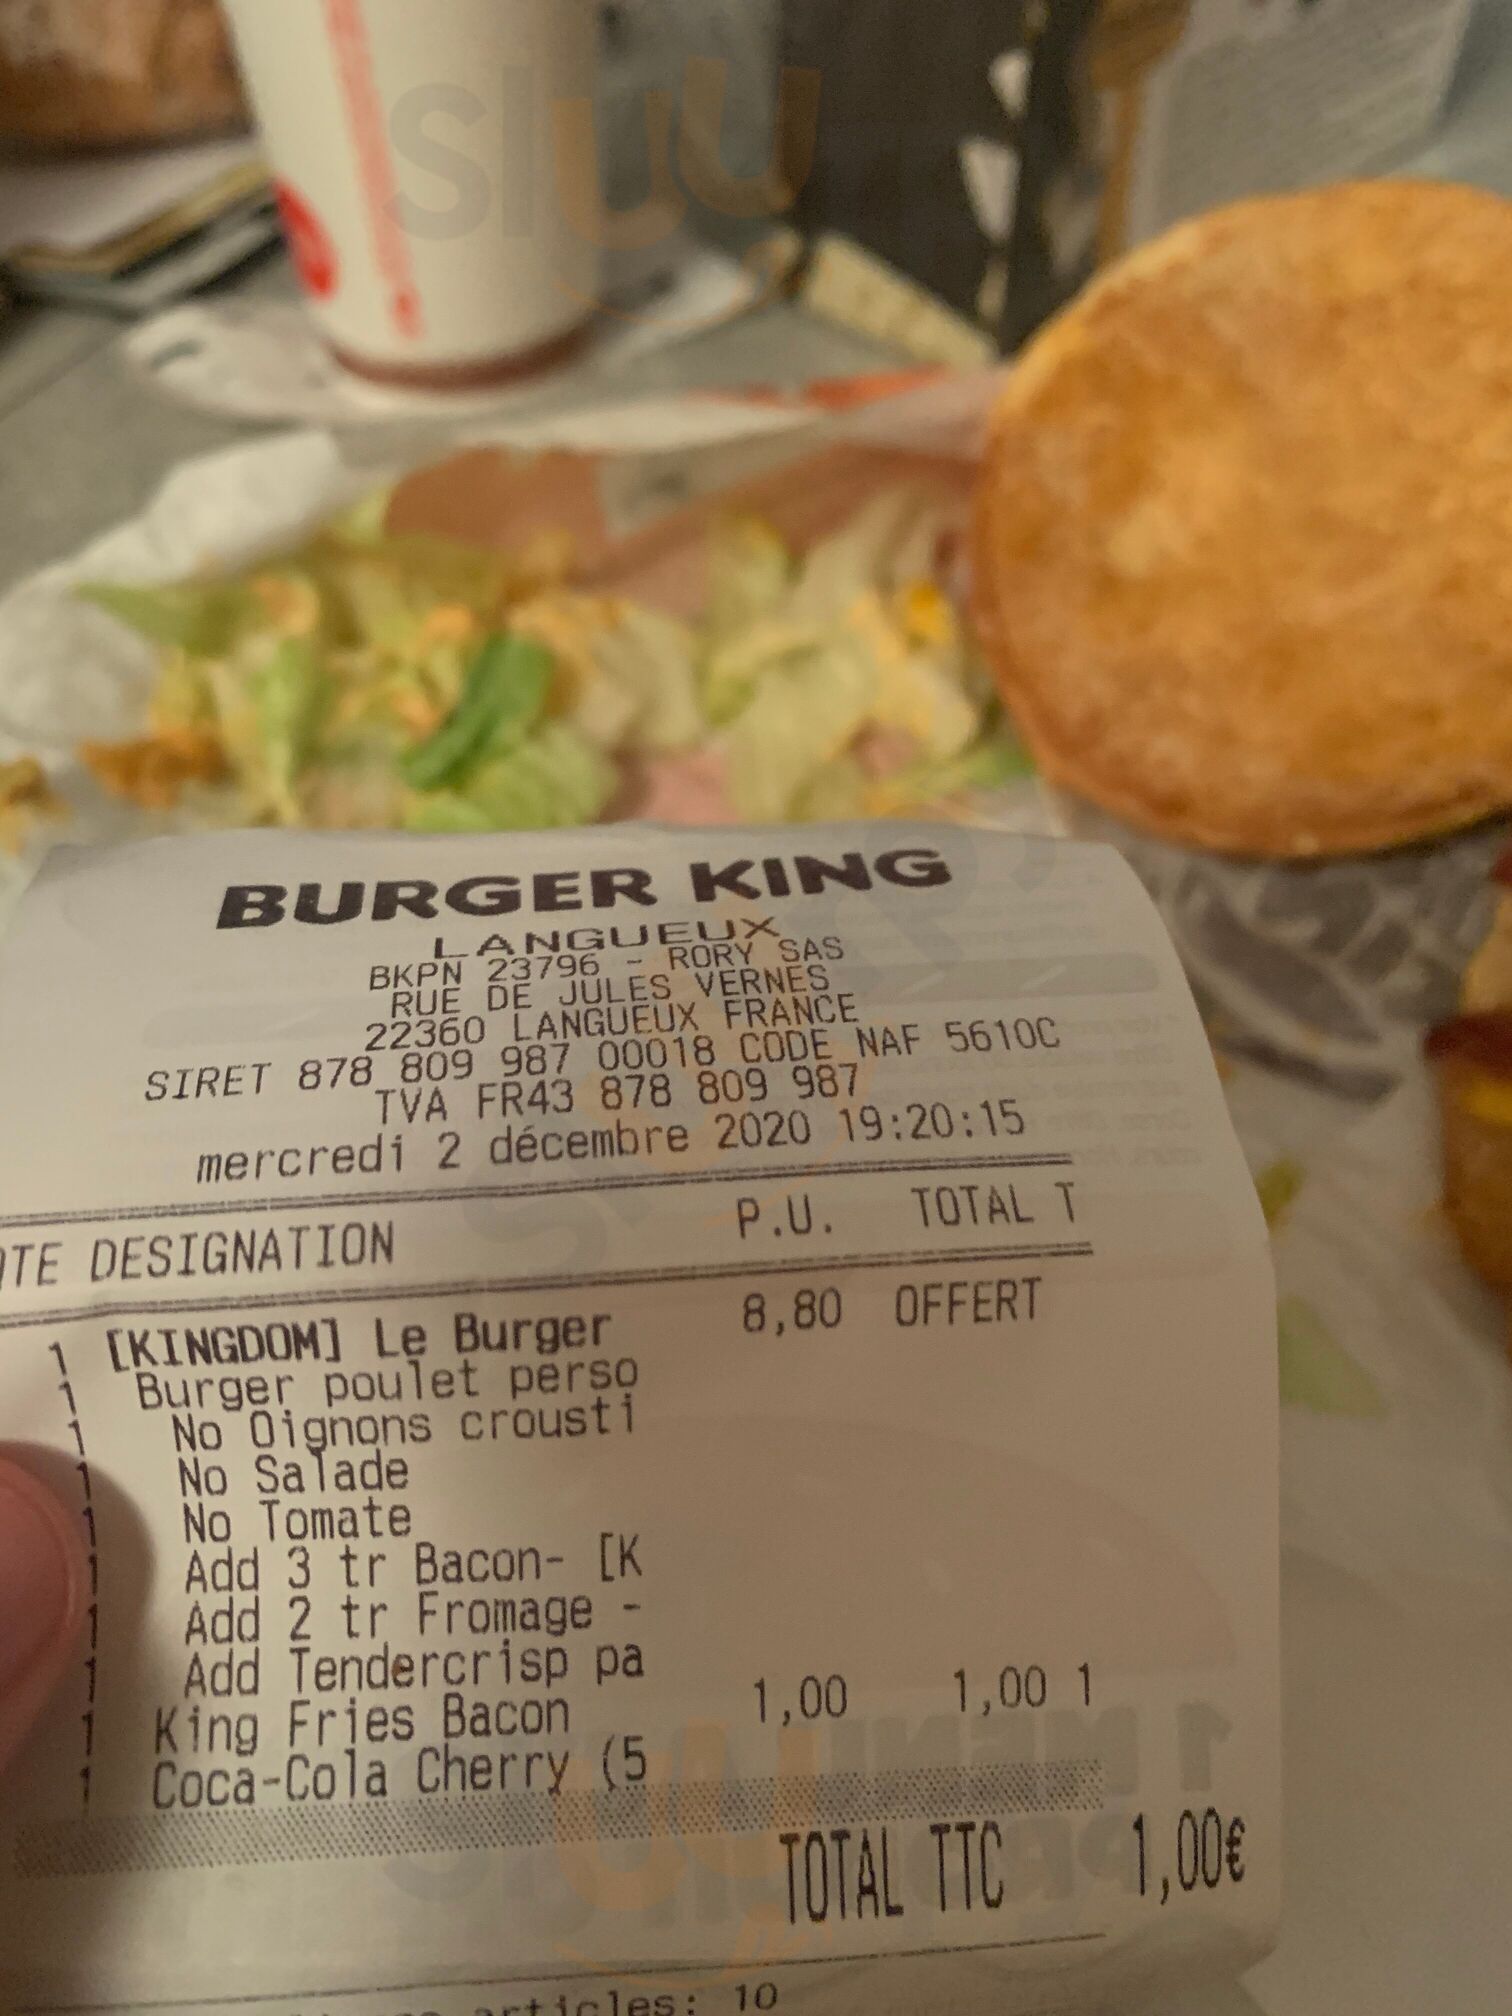 sluy
BURGER KING
LANGUEUX
BKPN 23796 - RORY SAS
RUE DE JULES VERNES
22360 LANGUEUX FRANCE
SIRET 878 809 987 00018 CODE NAF 5610C
TVA FR43 878 809 987
mercredi 2 décembre 2020 19:20:15
QTE DESIGNATION P.U. TOTAL T
1 [KINGDOM] Le Burger 8,80 OFFERT
1 Burger poulet perso
1 No Oignons crousti
1 No Salade
1 No Tomate
1 Add 3 tr Bacon- [K
1 Add 2 tr Fromage -
1 Add Tendercrisp pa
1 King Fries Bacon 1,00 1,00 1
1 Coca-Cola Cherry (5
TOTAL TTC 1,00€
articles: 10